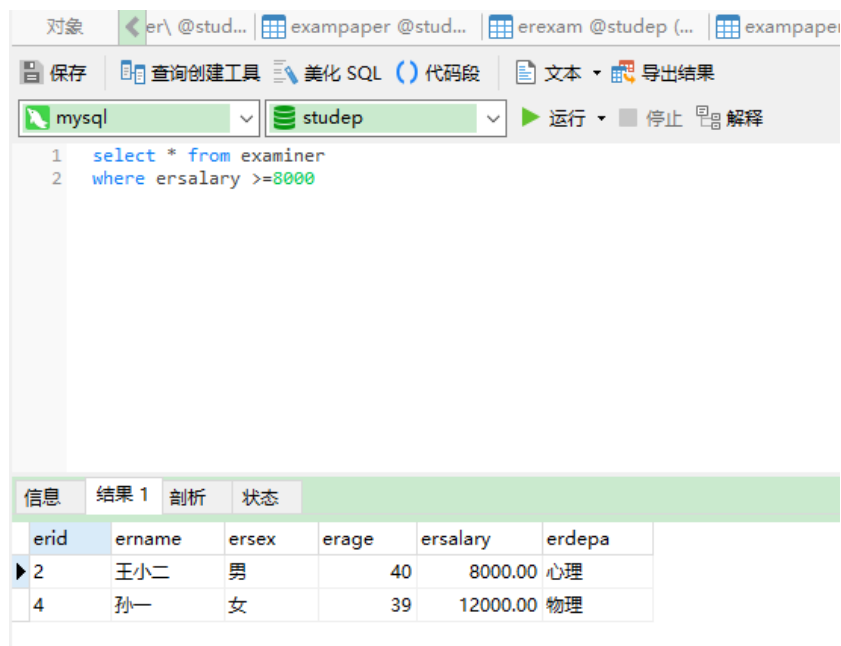 对象 er\ @stud... exampaper @stud... erexam @studep (... exampaper
保存 查询创建工具 美化 SQL () 代码段 文本 导出结果
mysql studep 运行 停止 解释
1 select * from examiner
2 where ersalary >=8000
信息 结果 1 剖析 状态
erid ername ersex erage ersalary erdepa
2 王小二 男 40 8000.00 心理
4 孙一 女 39 12000.00 物理